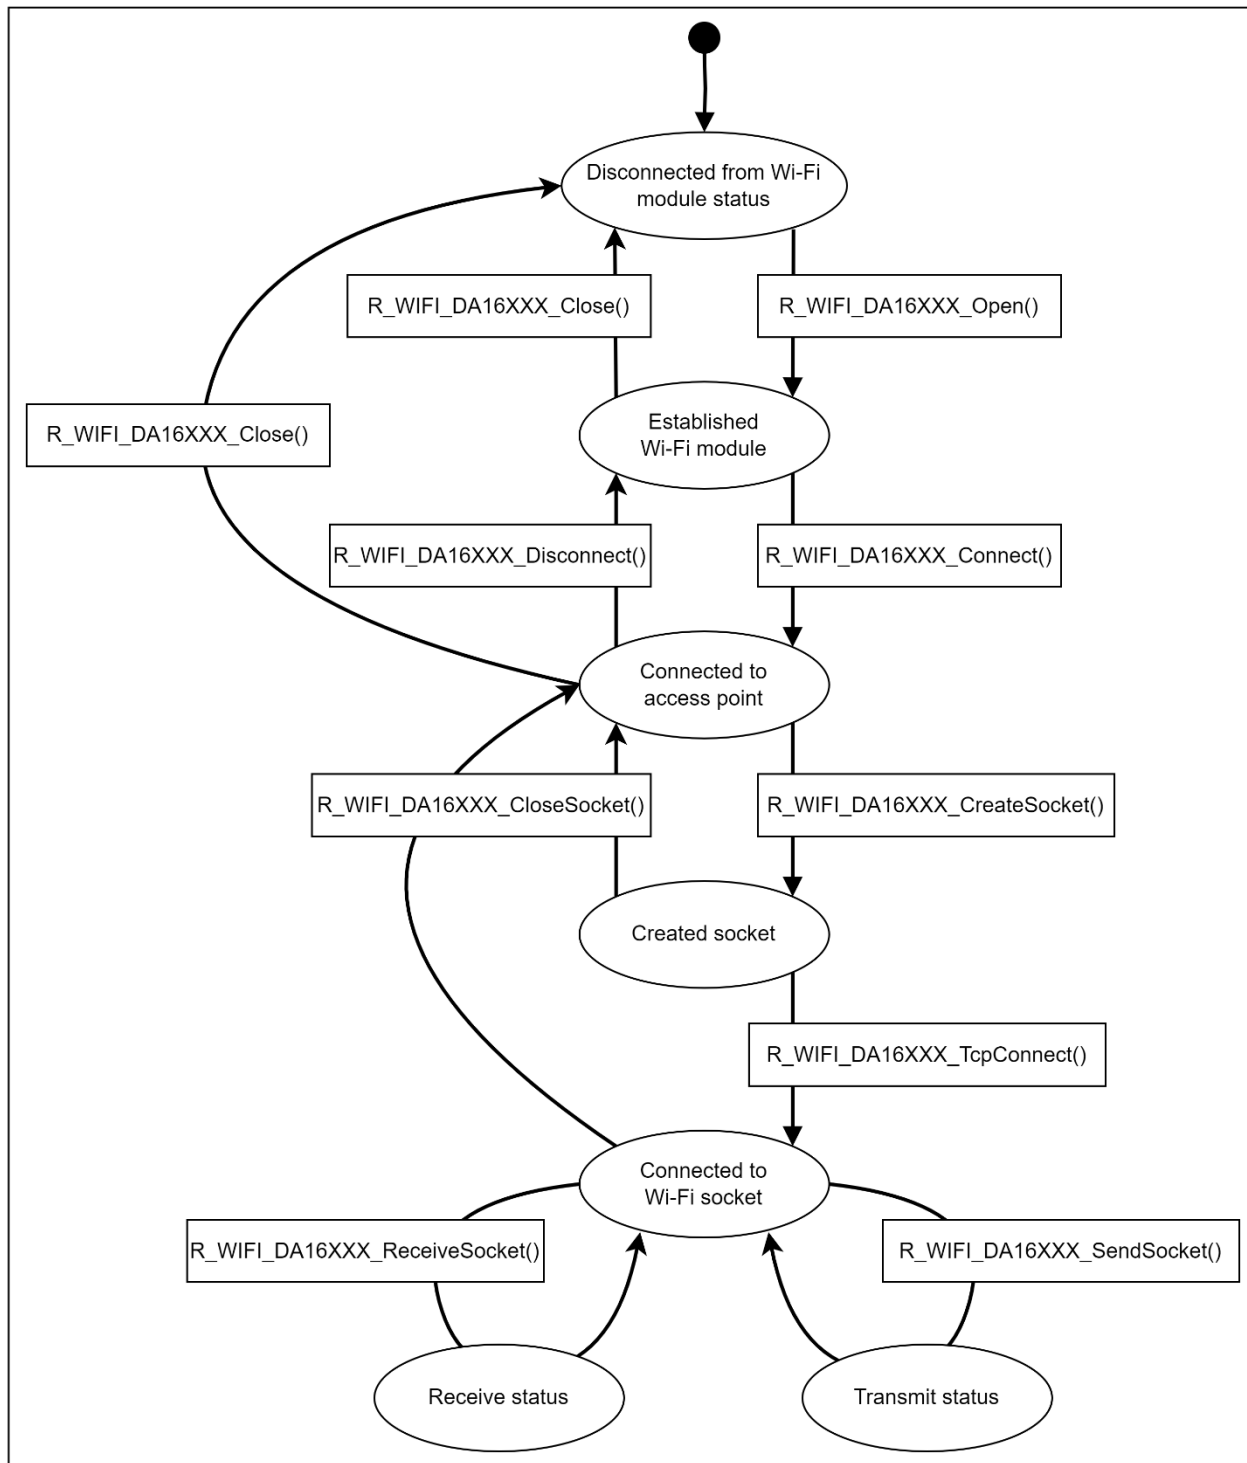 Disconnected from Wi-Fi
module status
R_WIFI_DA16XXX_Close()
R_WIFI_DA16XXX_Open()
R_WIFI_DA16XXX_Close()
Established
Wi-Fi module
R_WIFI_DA16XXX_Disconnect()
R_WIFI_DA16XXX_Connect()
Connected to
access point
R_WIFI_DA16XXX_CloseSocket()
R_WIFI_DA16XXX_CreateSocket()
Created socket
R_WIFI_DA16XXX_TcpConnect()
Connected to
Wi-Fi socket
R_WIFI_DA16XXX_ReceiveSocket()
R_WIFI_DA16XXX_SendSocket()
Receive status
Transmit status